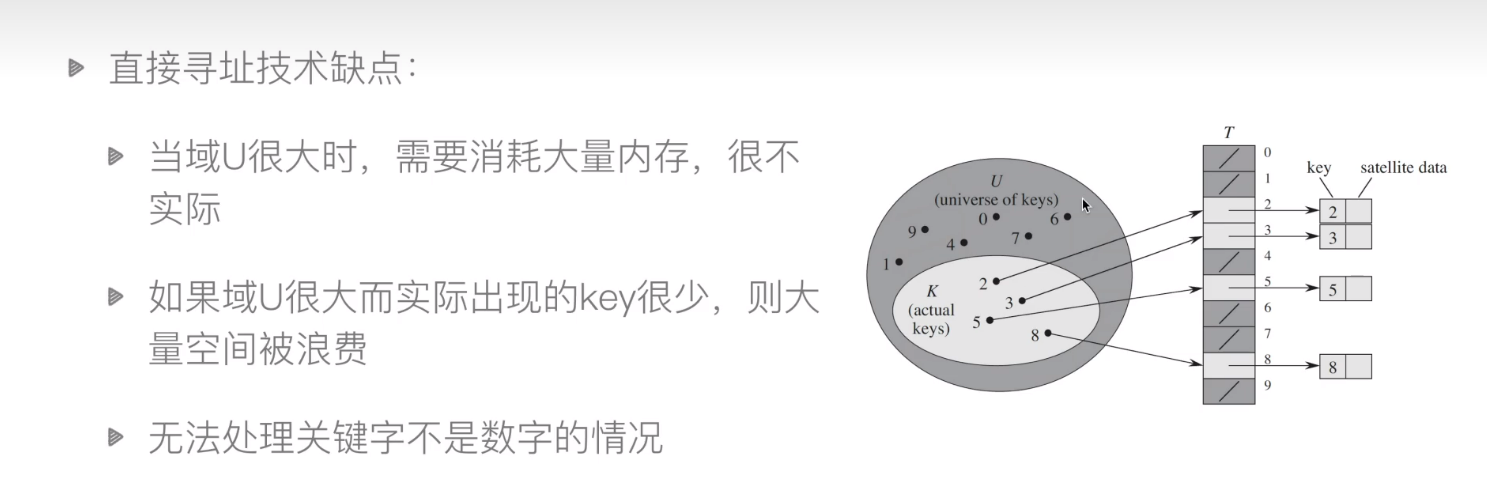 直接寻址技术缺点：
当域U很大时，需要消耗大量内存，很不
实际
如果域U很大而实际出现的key很少，则大
量空间被浪费
无法处理关键字不是数字的情况
U
(universe of keys)
0
6
9
4
7
1
K
(actual
keys)
2
3
5
8
T
0
1
2
3
4
5
6
7
8
9
key
satellite data
2
3
5
8